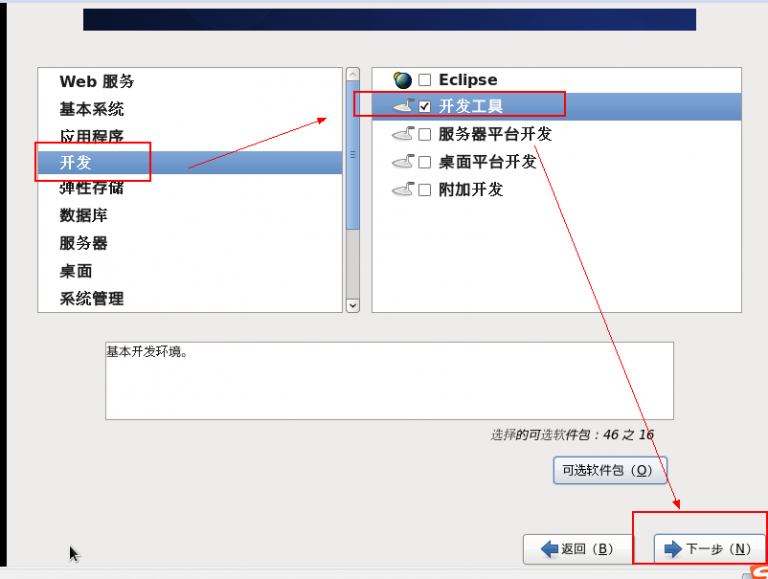 Web 服务
基本系统
应用程序
开发
弹性存储
数据库
服务器
桌面
系统管理
Eclipse
开发工具
服务器平台开发
桌面平台开发
附加开发
基本开发环境。
选择的可选软件包：46 之 16
可选软件包（O）
返回（B）
下一步（N）